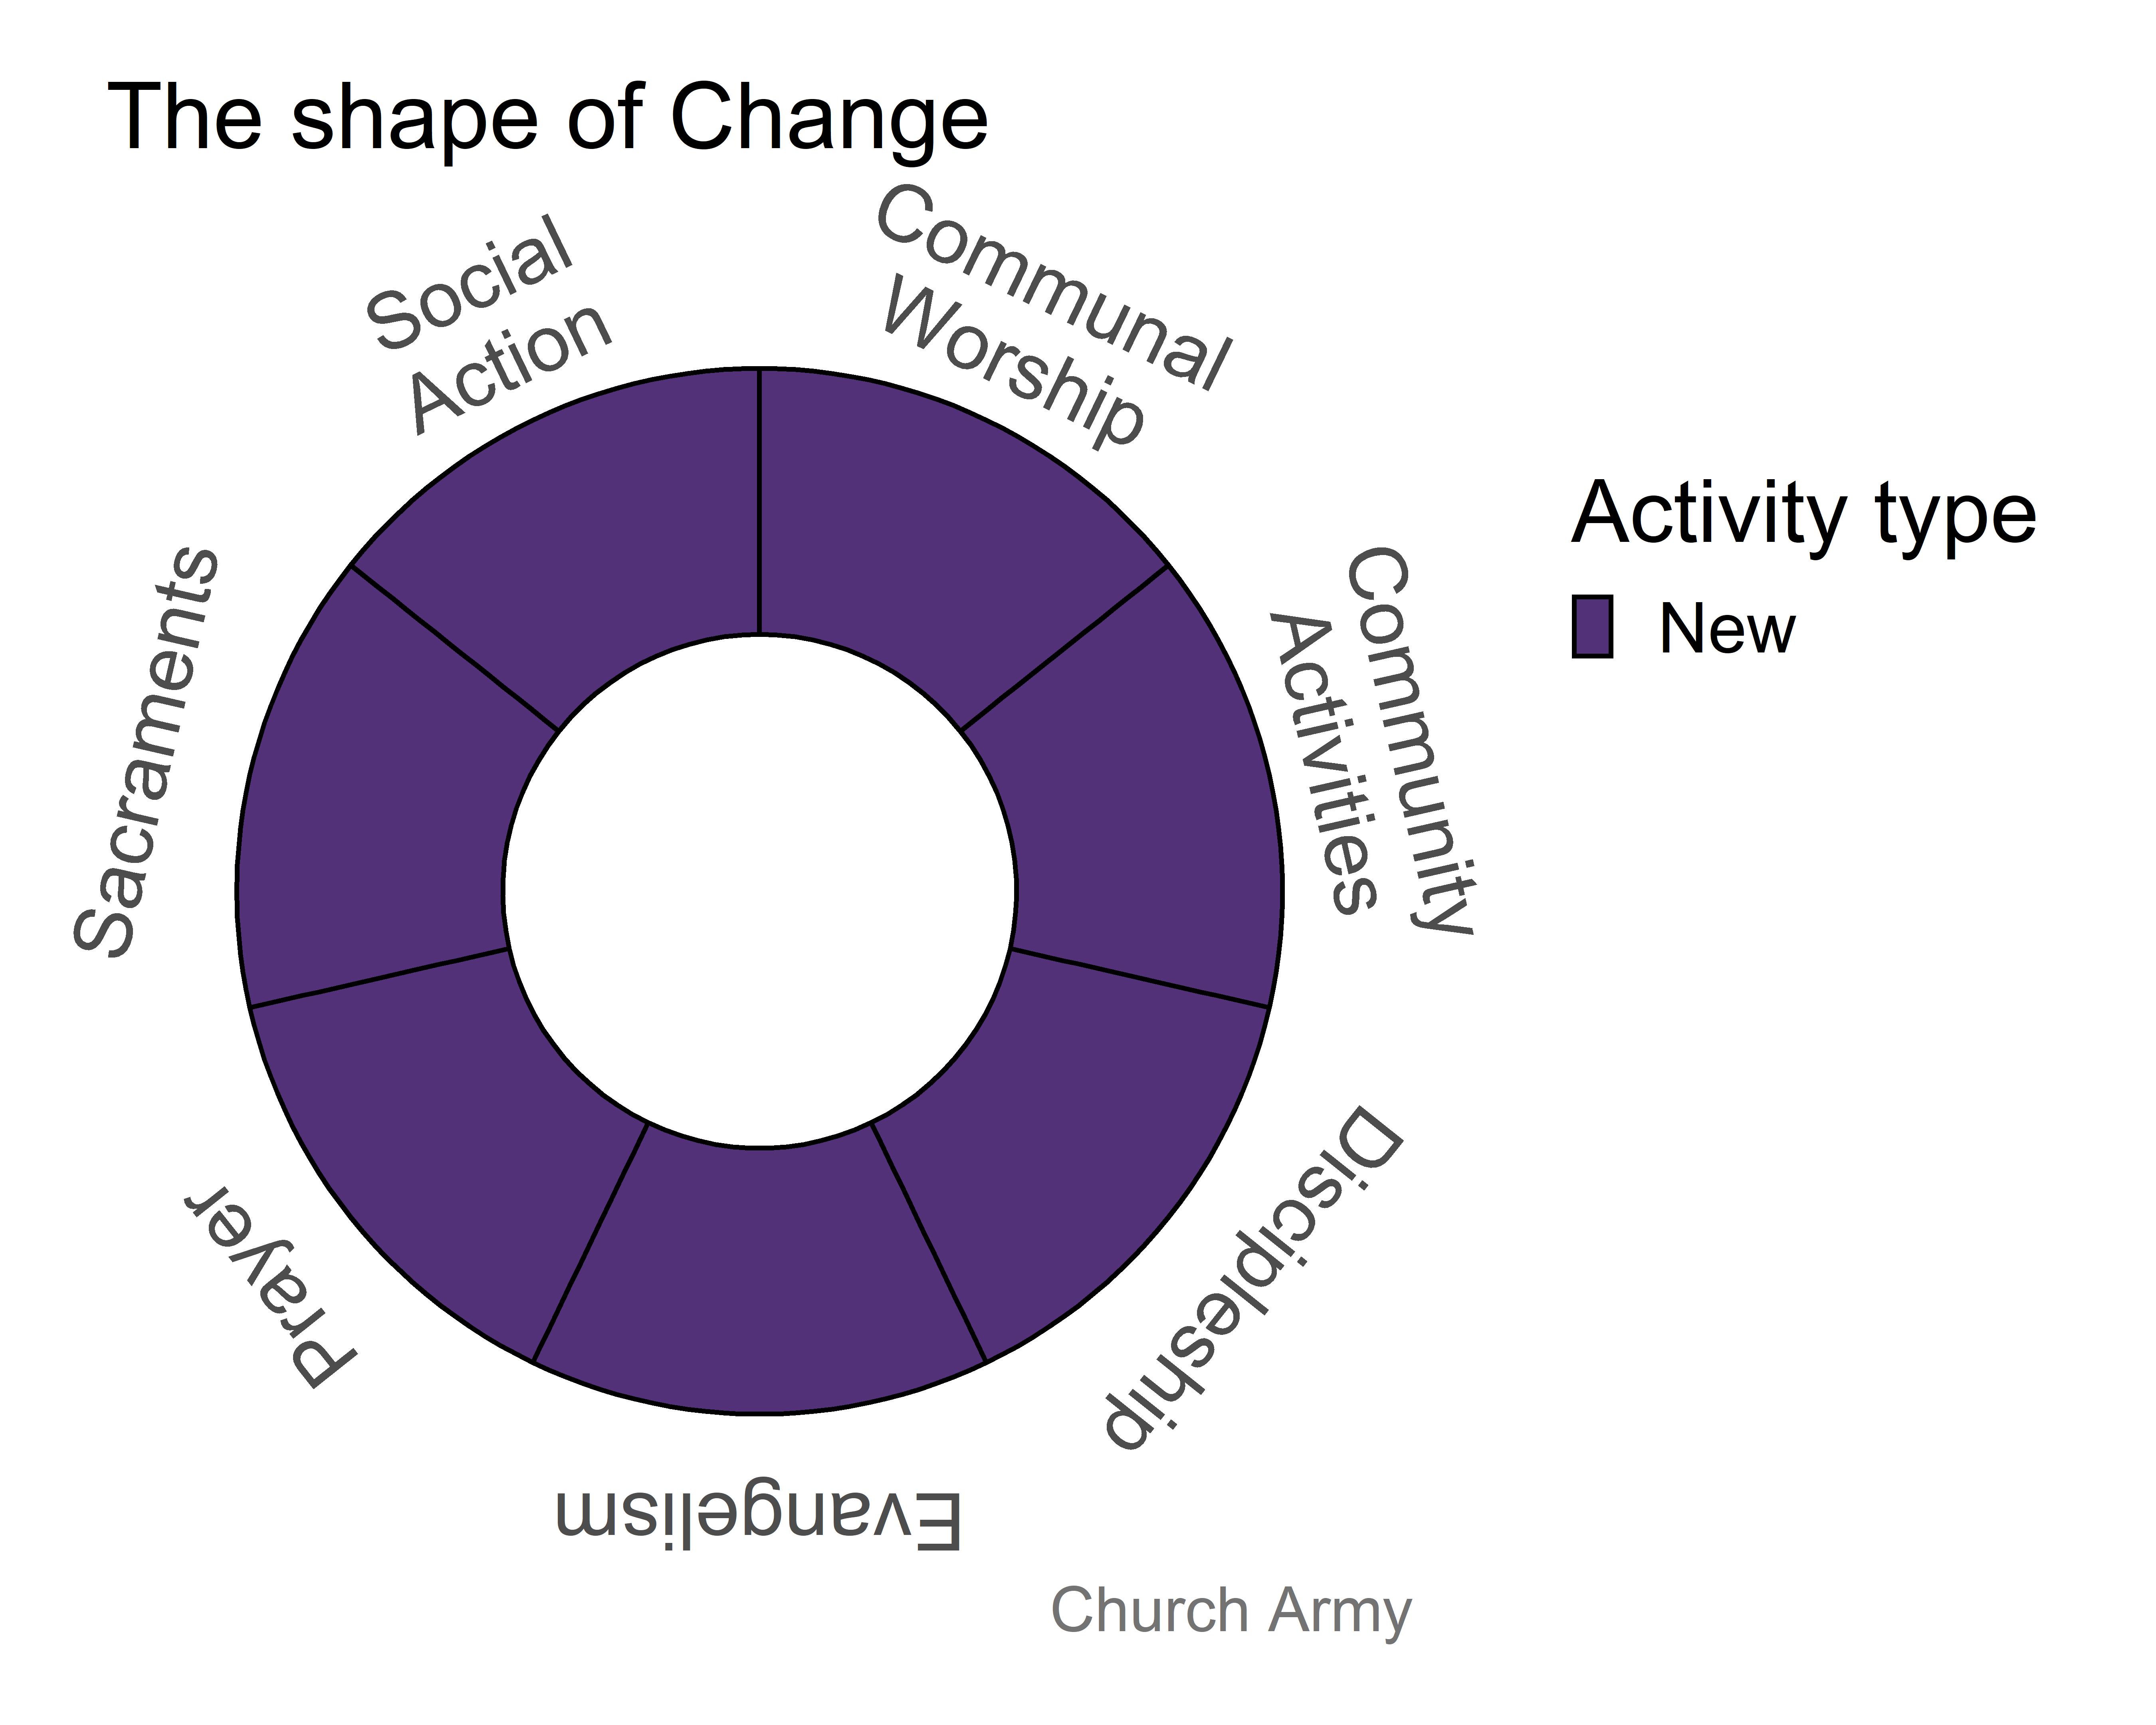 The shape of Change
Communal
Worship
Community
Activities
Discipleship
Evangelism
Prayer
Sacraments
Social
Action
Activity type
New
Church Army